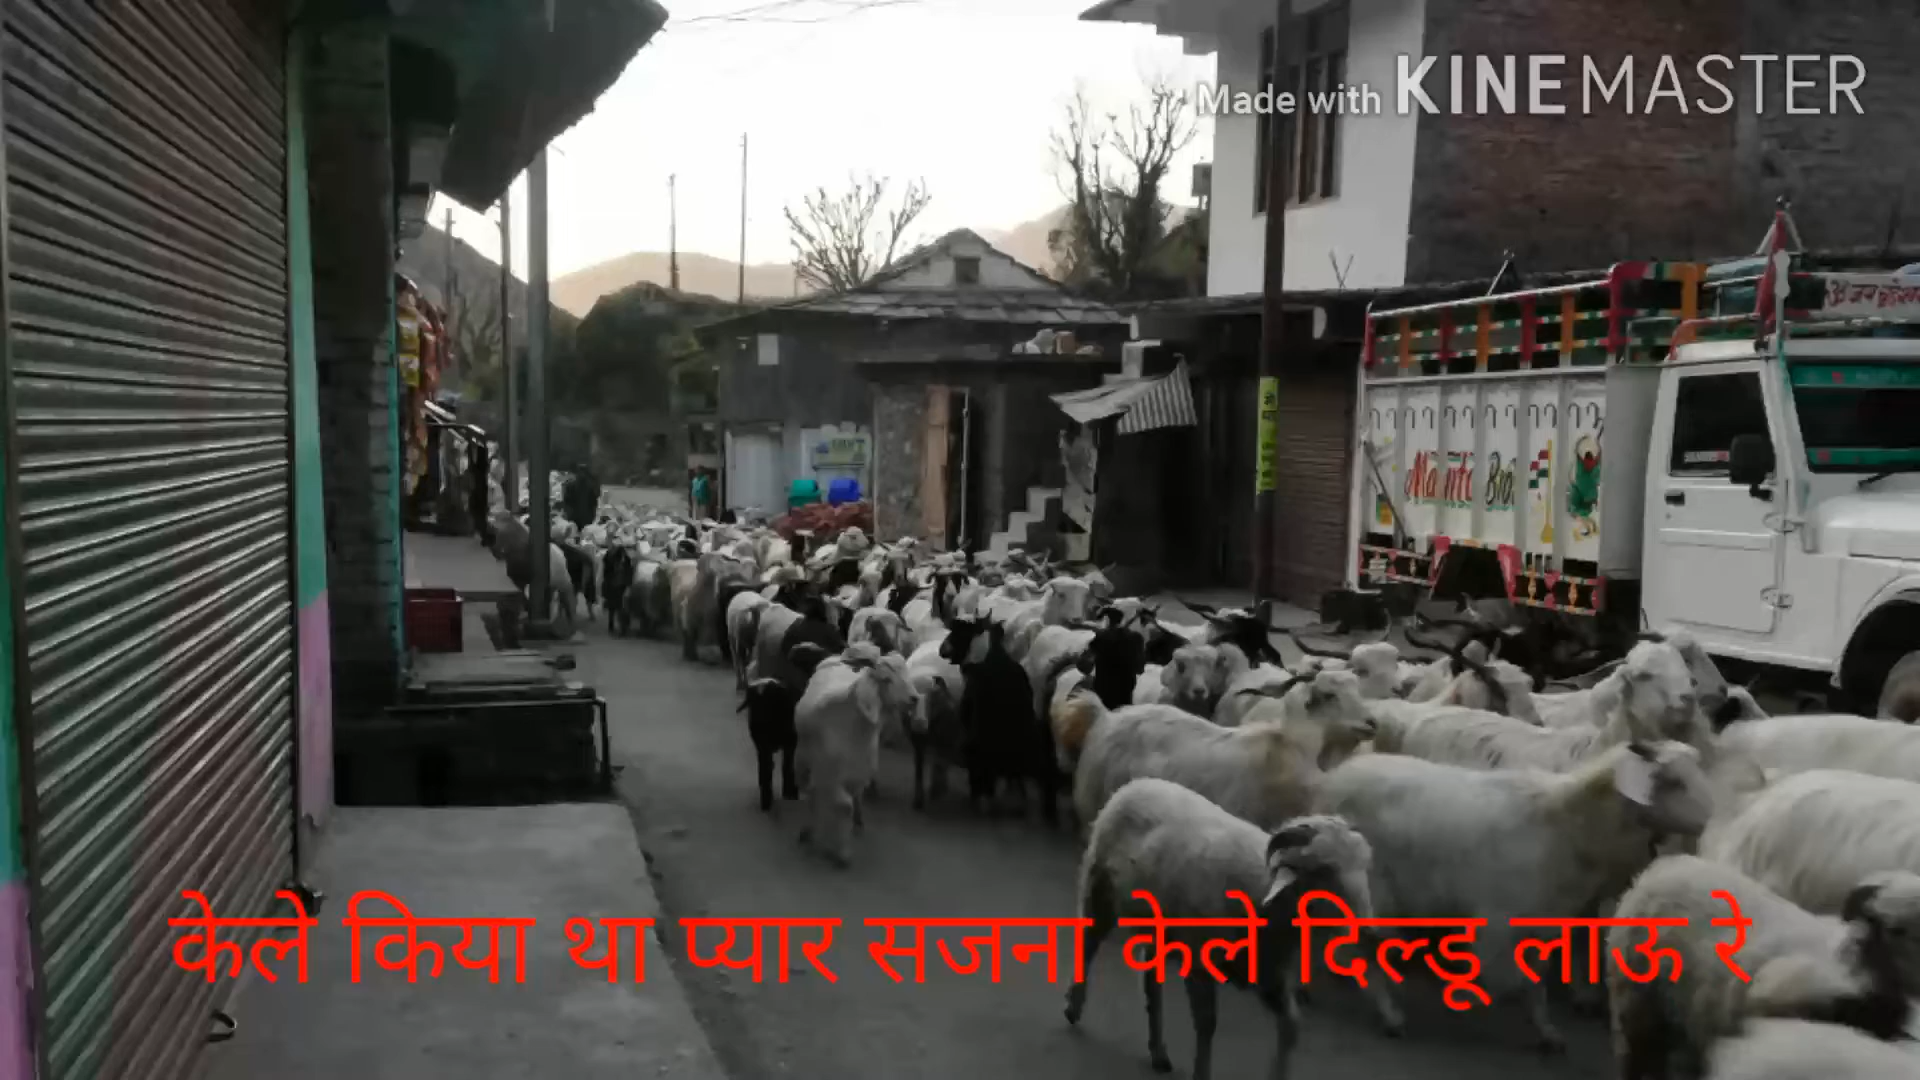 Made with KINEMASTER
केले किया था प्यार सजना केले दिल्डू लाऊ रे